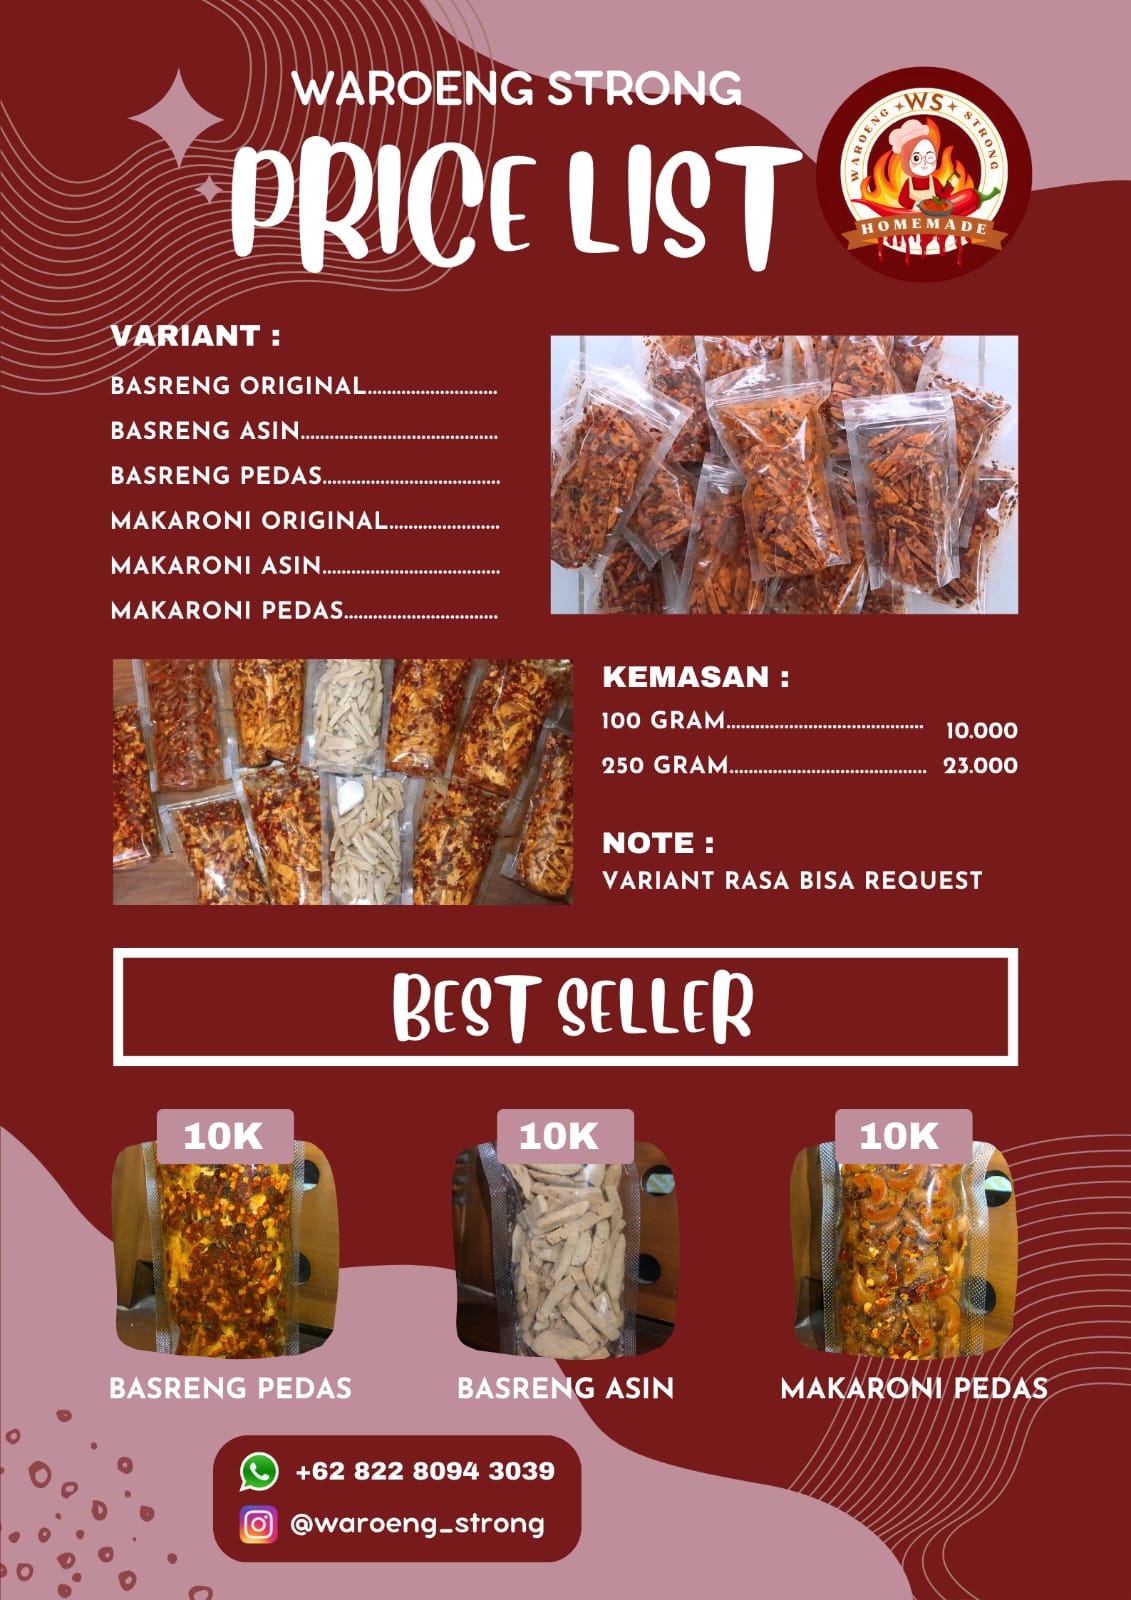 WAROENG STRONG
PRICE LIST
WAROENG WS STRONG
HOMEMADE
VARIANT :
BASRENG ORIGINAL...........................
BASRENG ASIN.........................................
BASRENG PEDAS.....................................
MAKARONI ORIGINAL.......................
MAKARONI ASIN.....................................
MAKARONI PEDAS................................
KEMASAN :
100 GRAM......................................... 10.000
250 GRAM......................................... 23.000
NOTE :
VARIANT RASA BISA REQUEST
BEST SELLER
10K 10K 10K
BASRENG PEDAS BASRENG ASIN MAKARONI PEDAS
+62 822 8094 3039
@waroeng_strong